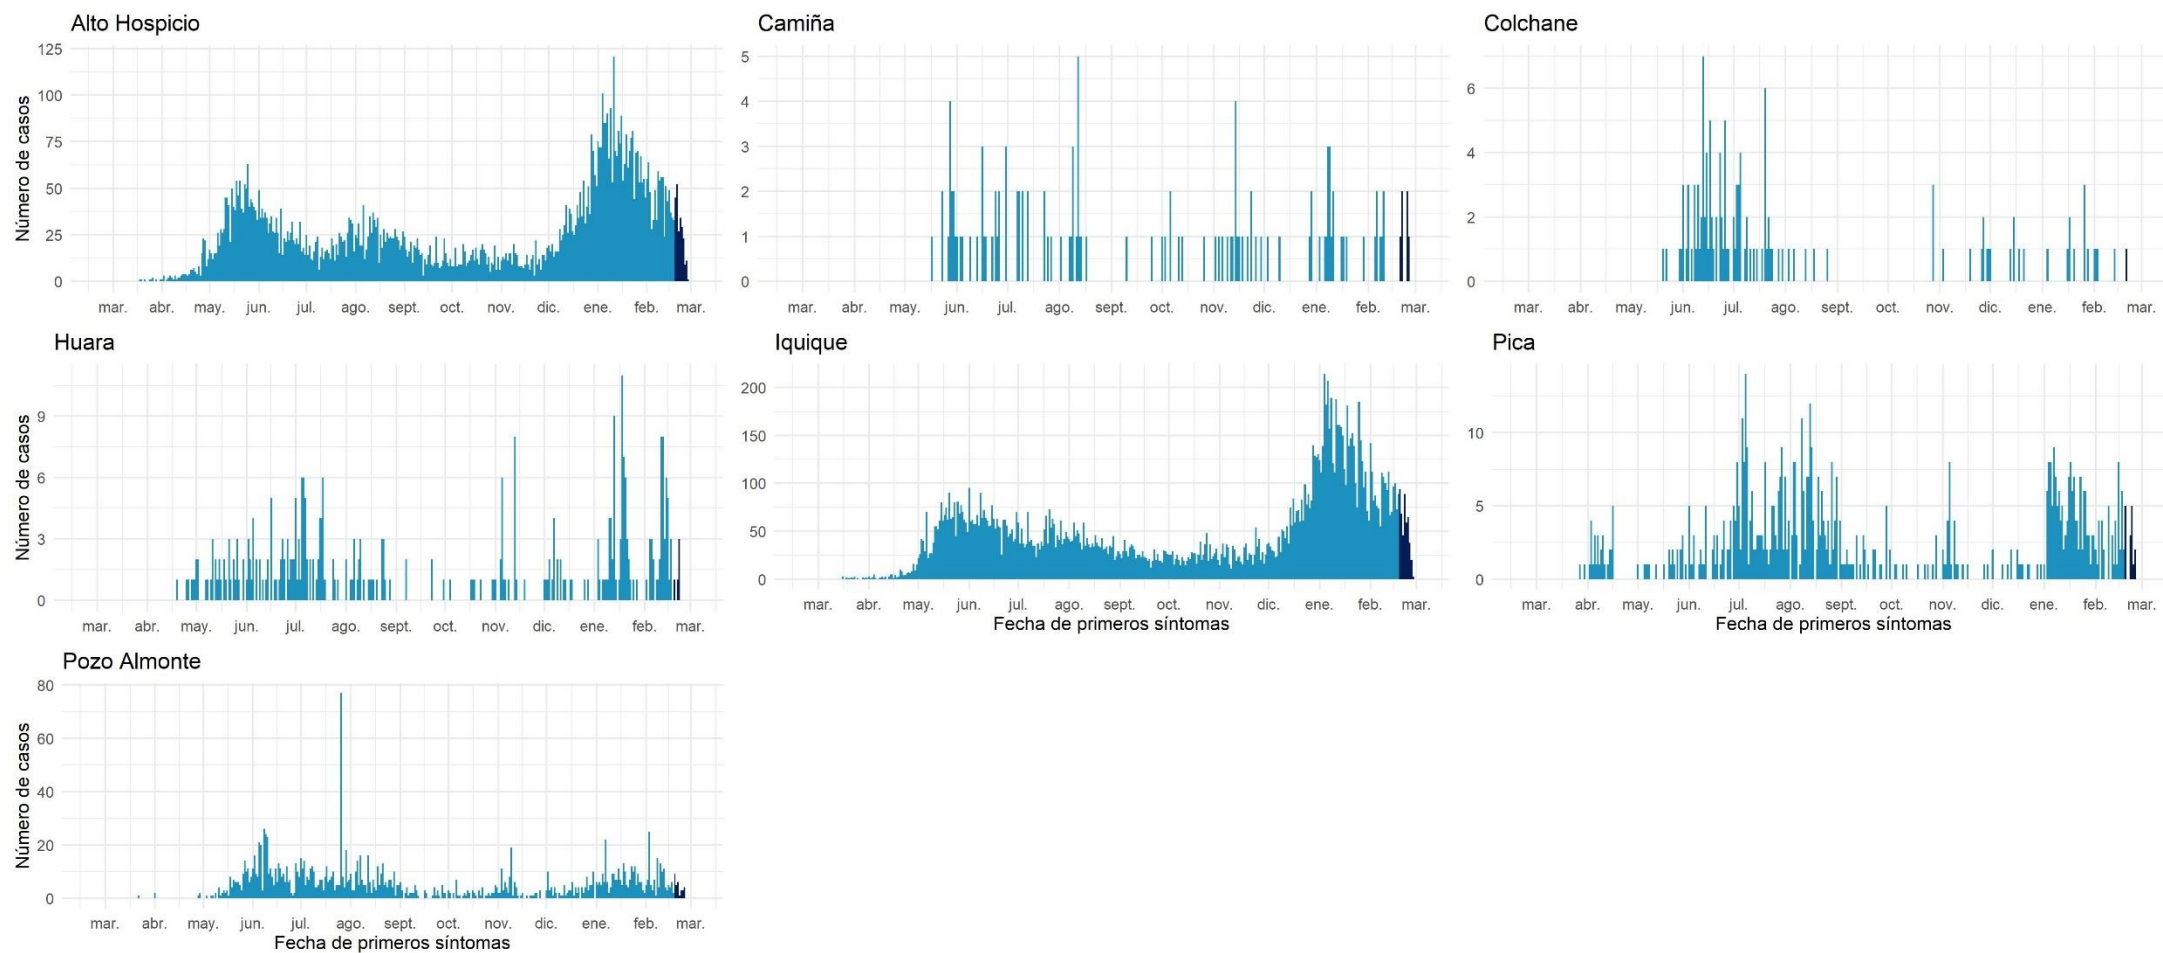 Alto Hospicio
Número de casos
125
100
75
50
25
0
mar. abr. may. jun. jul. ago. sept. oct. nov. dic. ene. feb. mar.
Camiña
5
4
3
2
1
0
mar. abr. may. jun. jul. ago. sept. oct. nov. dic. ene. feb. mar.
Colchane
6
4
2
0
mar. abr. may. jun. jul. ago. sept. oct. nov. dic. ene. feb. mar.
Huara
Número de casos
9
6
3
0
mar. abr. may. jun. jul. ago. sept. oct. nov. dic. ene. feb. mar.
Iquique
200
150
100
50
0
mar. abr. may. jun. jul. ago. sept. oct. nov. dic. ene. feb. mar.
Fecha de primeros síntomas
Pica
10
5
0
mar. abr. may. jun. jul. ago. sept. oct. nov. dic. ene. feb. mar.
Fecha de primeros síntomas
Pozo Almonte
Número de casos
80
60
40
20
0
mar. abr. may. jun. jul. ago. sept. oct. nov. dic. ene. feb. mar.
Fecha de primeros síntomas